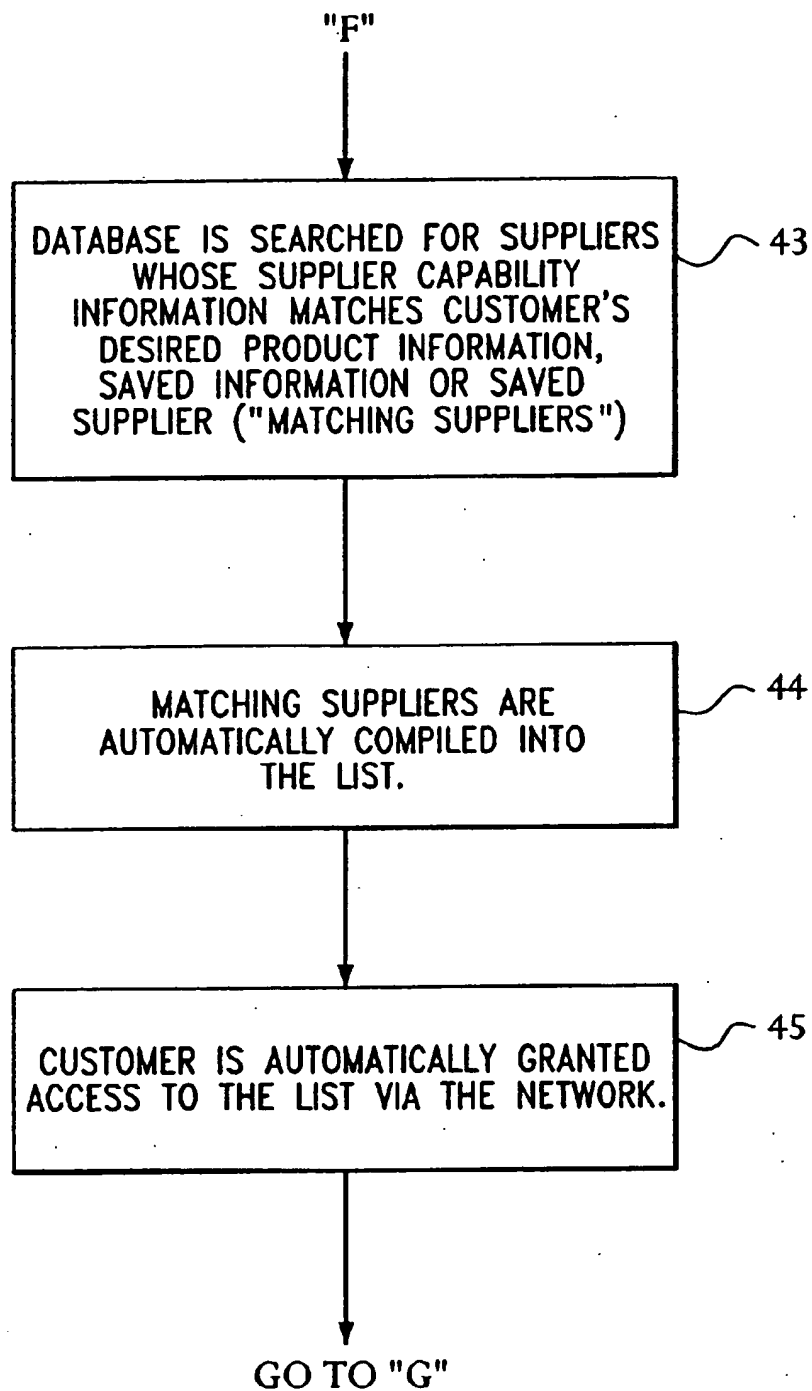 "F"
DATABASE IS SEARCHED FOR SUPPLIERS
WHOSE SUPPLIER CAPABILITY
INFORMATION MATCHES CUSTOMER'S
DESIRED PRODUCT INFORMATION,
SAVED INFORMATION OR SAVED
SUPPLIER ("MATCHING SUPPLIERS")
43
MATCHING SUPPLIERS ARE
AUTOMATICALLY COMPILED INTO
THE LIST.
44
CUSTOMER IS AUTOMATICALLY GRANTED
ACCESS TO THE LIST VIA THE NETWORK.
45
GO TO "G"